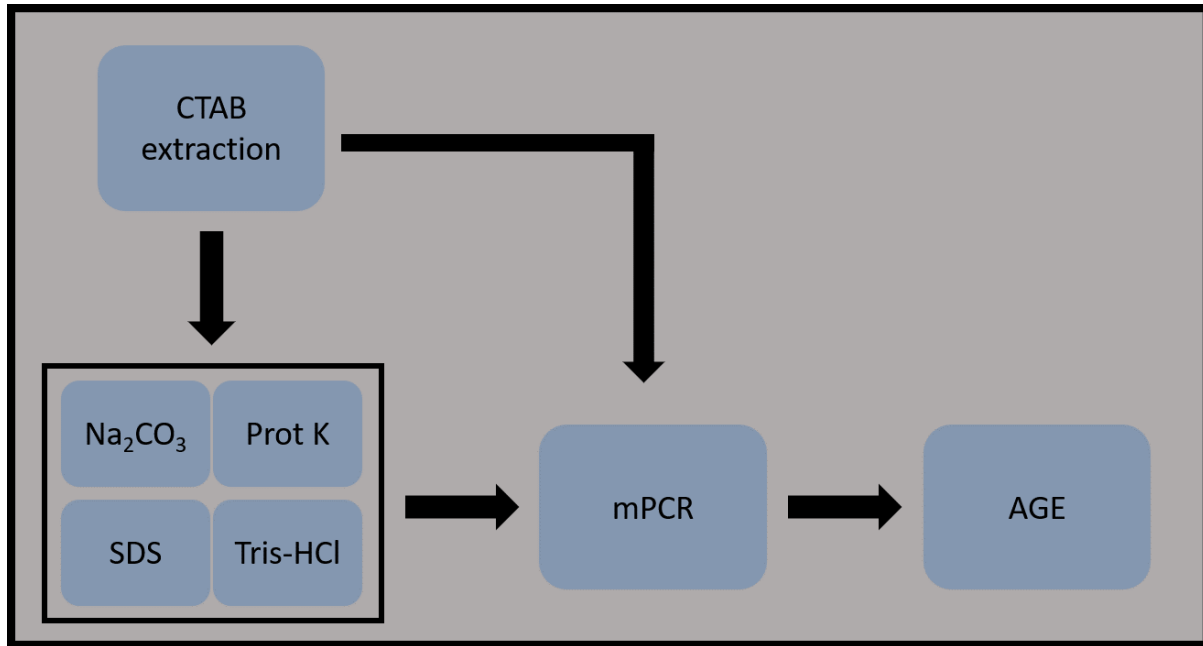 CTAB
extraction
Na₂CO₃
Prot K
SDS
Tris-HCl
mPCR
AGE